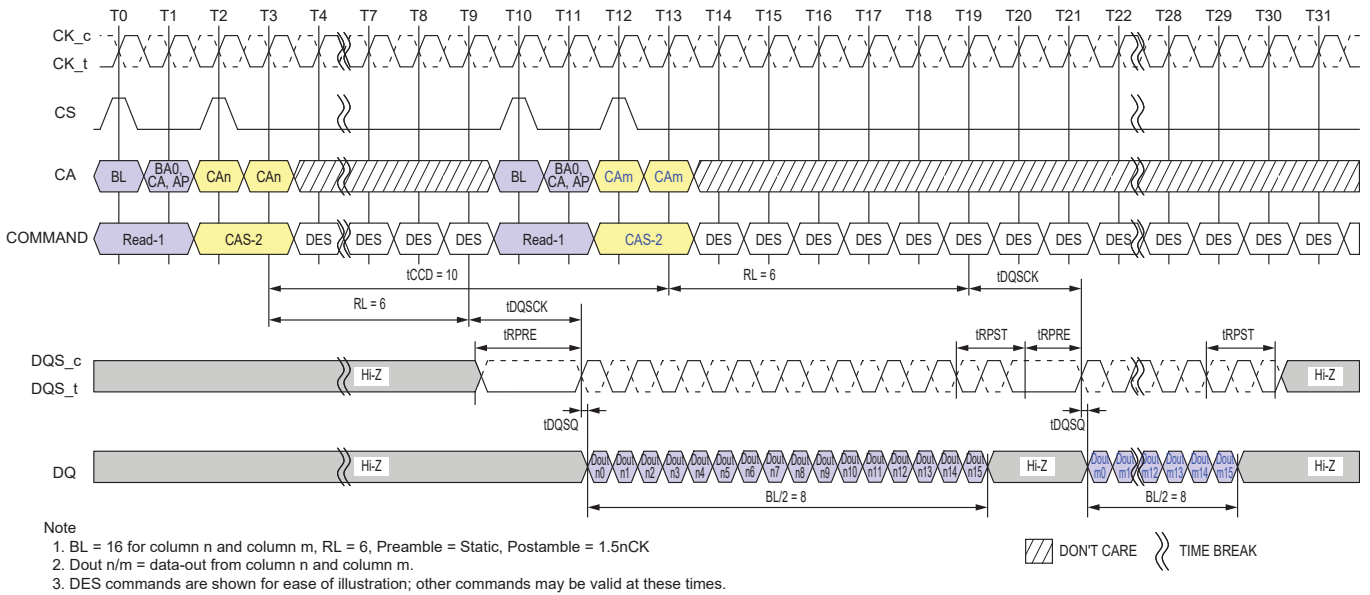 T0 T1 T2 T3 T4 T7 T8 T9 T10 T11 T12 T13 T14 T15 T16 T17 T18 T19 T20 T21 T22 T28 T29 T30 T31
CK_c
CK_t
CS
CA BL BA0, CA, AP CAn CAn BL BA0, CA, AP CAm CAm
COMMAND Read-1 CAS-2 DES DES DES DES Read-1 CAS-2 DES DES DES DES DES DES DES DES DES DES DES DES DES
tCCD = 10 RL = 6 tDQSCK
RL = 6 tDQSCK
tRPRE tRPST tRPRE tRPST
DQS_c
DQS_t
Hi-Z Hi-Z
tDQSQ tDQSQ
DQ Hi-Z Dout n0 Dout n1 Dout n2 Dout n3 Dout n4 Dout n5 Dout n6 Dout n7 Dout n8 Dout n9 Dout n10 Dout n11 Dout n12 Dout n13 Dout n14 Dout n15 Hi-Z Dout m0 Dout m1 Dout m12 Dout m13 Dout m14 Dout m15 Hi-Z
BL/2 = 8 BL/2 = 8
Note
1. BL = 16 for column n and column m, RL = 6, Preamble = Static, Postamble = 1.5nCK
2. Dout n/m = data-out from column n and column m.
3. DES commands are shown for ease of illustration; other commands may be valid at these times.
DON'T CARE TIME BREAK